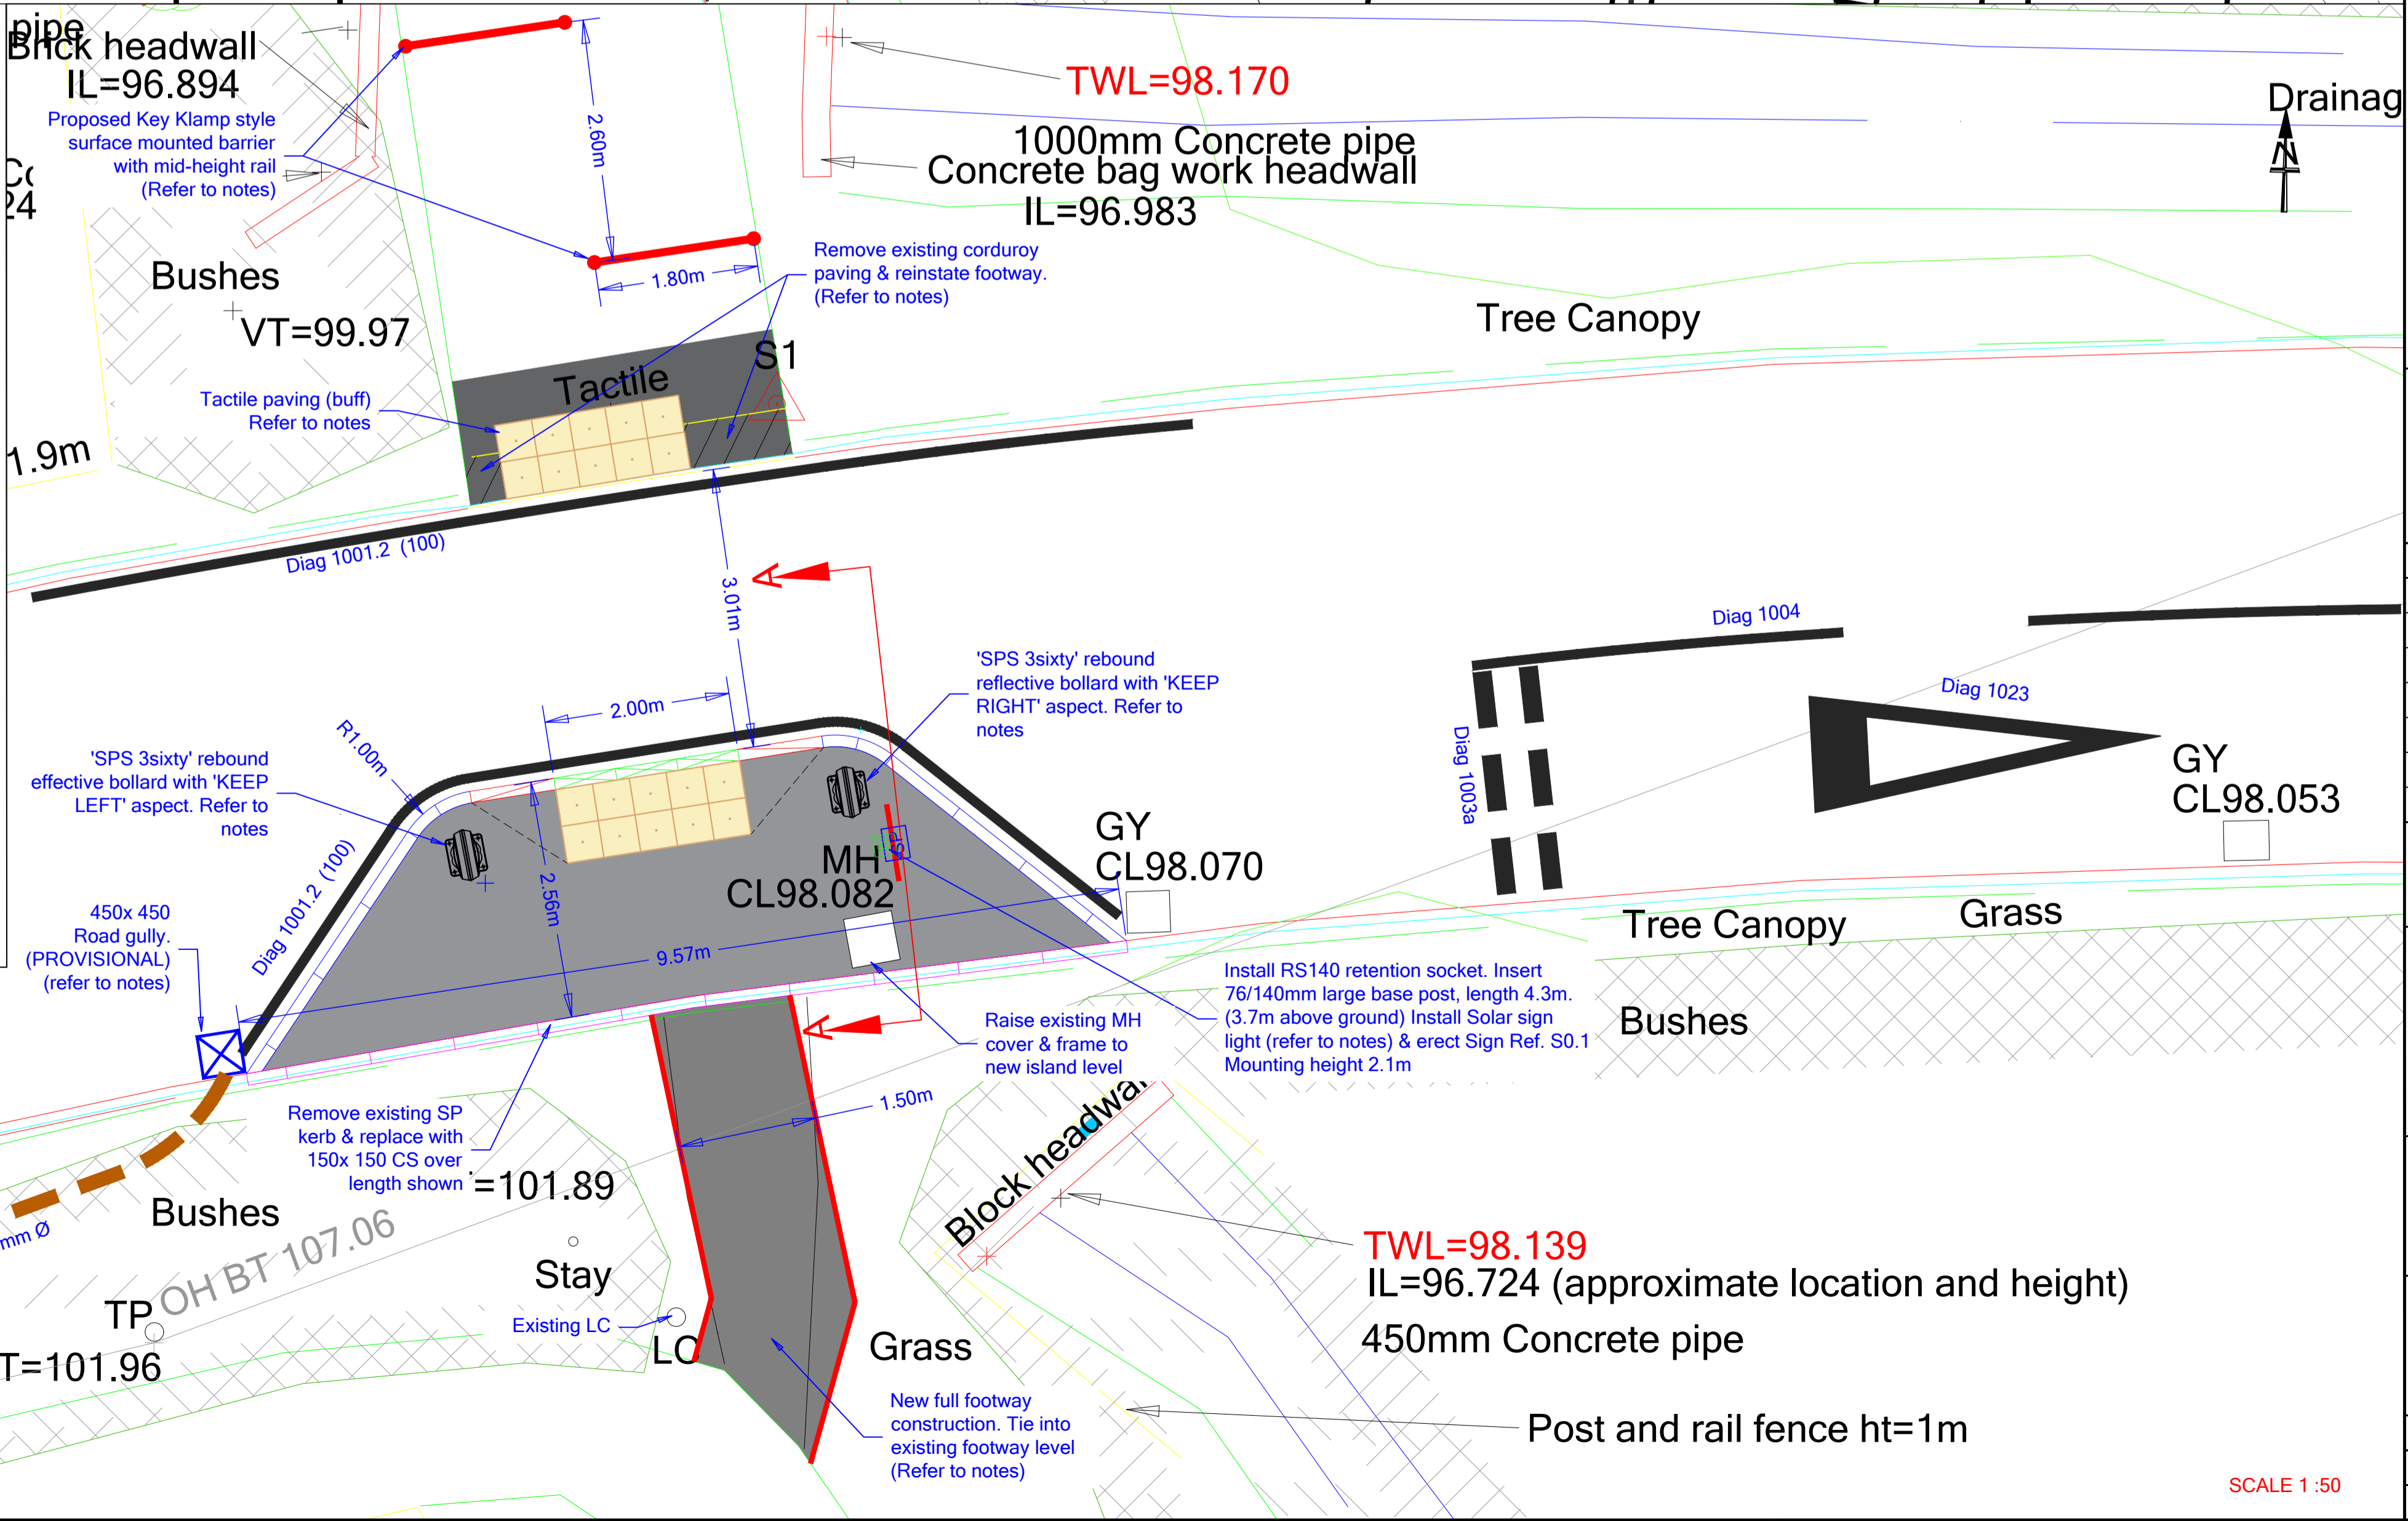 pipe
Brick headwall
IL=96.894
Proposed Key Klamp style
surface mounted barrier
with mid-height rail
(Refer to notes)
24
Bushes
VT=99.97
Tactile paving (buff)
Refer to notes
1.9m
2.60m
1.80m
TWL=98.170
1000mm Concrete pipe
Concrete bag work headwall
IL=96.983
Remove existing corduroy
paving & reinstate footway.
(Refer to notes)
Drainag
N
Tree Canopy
S1
Tactile
Diag 1001.2 (100)
3.01m
A
2.00m
'SPS 3sixty' rebound
reflective bollard with 'KEEP
RIGHT' aspect. Refer to
notes
Diag 1004
Diag 1003a
Diag 1023
GY
CL98.053
R1.00m
'SPS 3sixty' rebound
effective bollard with 'KEEP
LEFT' aspect. Refer to
notes
Diag 1001.2 (100)
450x 450
Road gully.
(PROVISIONAL)
(refer to notes)
2.56m
MH
CL98.082
GY
CL98.070
9.57m
Tree Canopy
Grass
Bushes
Install RS140 retention socket. Insert
76/140mm large base post, length 4.3m.
(3.7m above ground) Install Solar sign
light (refer to notes) & erect Sign Ref. S0.1
Mounting height 2.1m
Raise existing MH
cover & frame to
new island level
A
1.50m
Remove existing SP
kerb & replace with
150x 150 CS over
length shown
=101.89
Bushes
mm Ø
OH BT 107.06
TP
T=101.96
Stay
Existing LC
LC
Grass
Block headwal
TWL=98.139
IL=96.724 (approximate location and height)
450mm Concrete pipe
New full footway
construction. Tie into
existing footway level
(Refer to notes)
Post and rail fence ht=1m
SCALE 1 :50